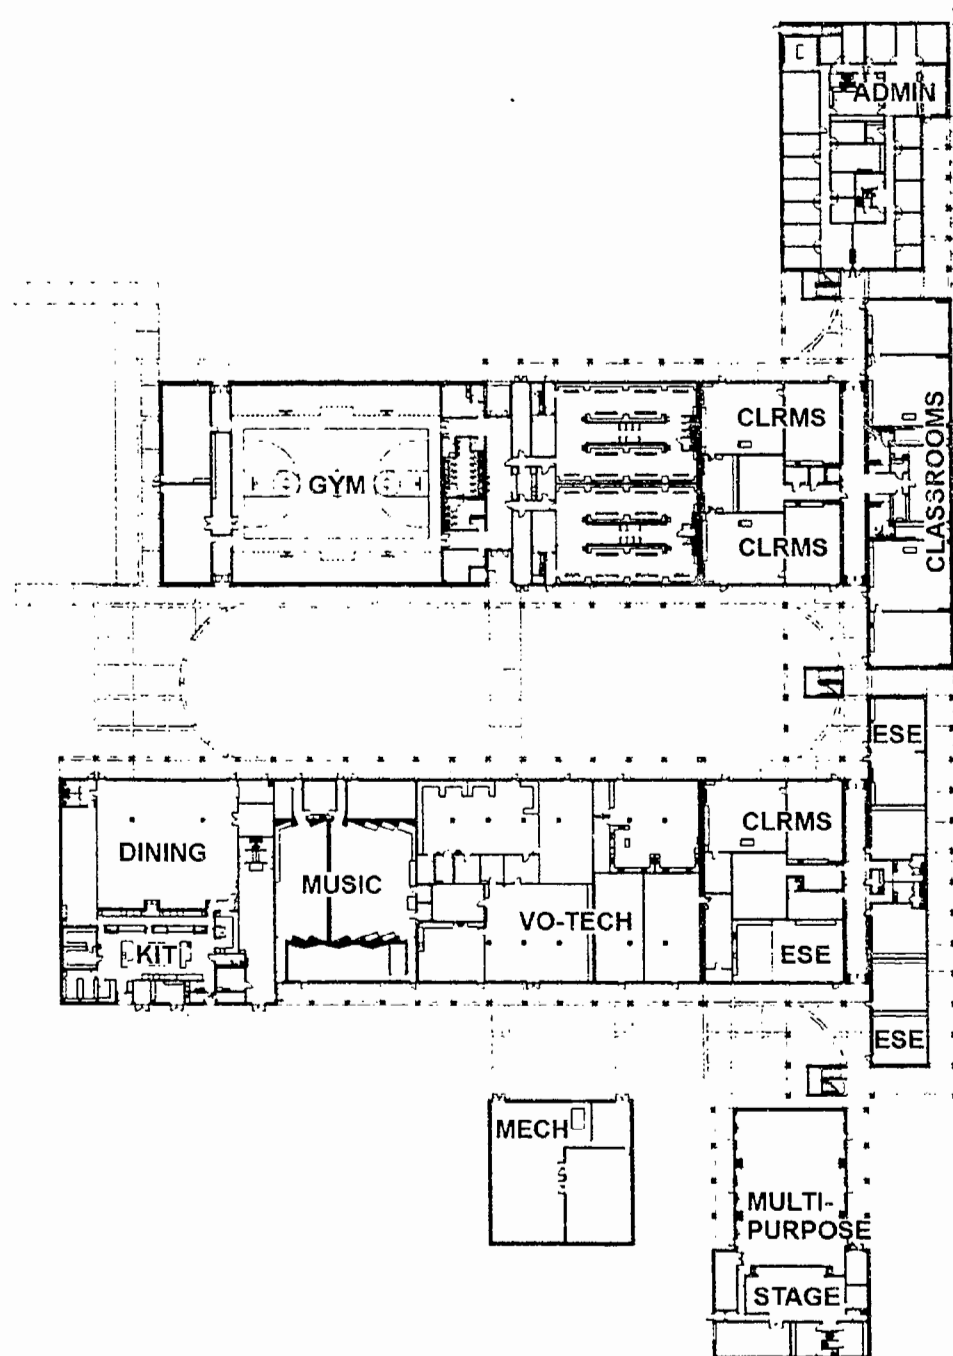 ADMIN
CLRMS
GYM
CLASSROOMS
CLRMS
ESE
CLRMS
DINING
MUSIC
VO-TECH
KIT
ESE
ESE
MECH
MULTI-
PURPOSE
STAGE